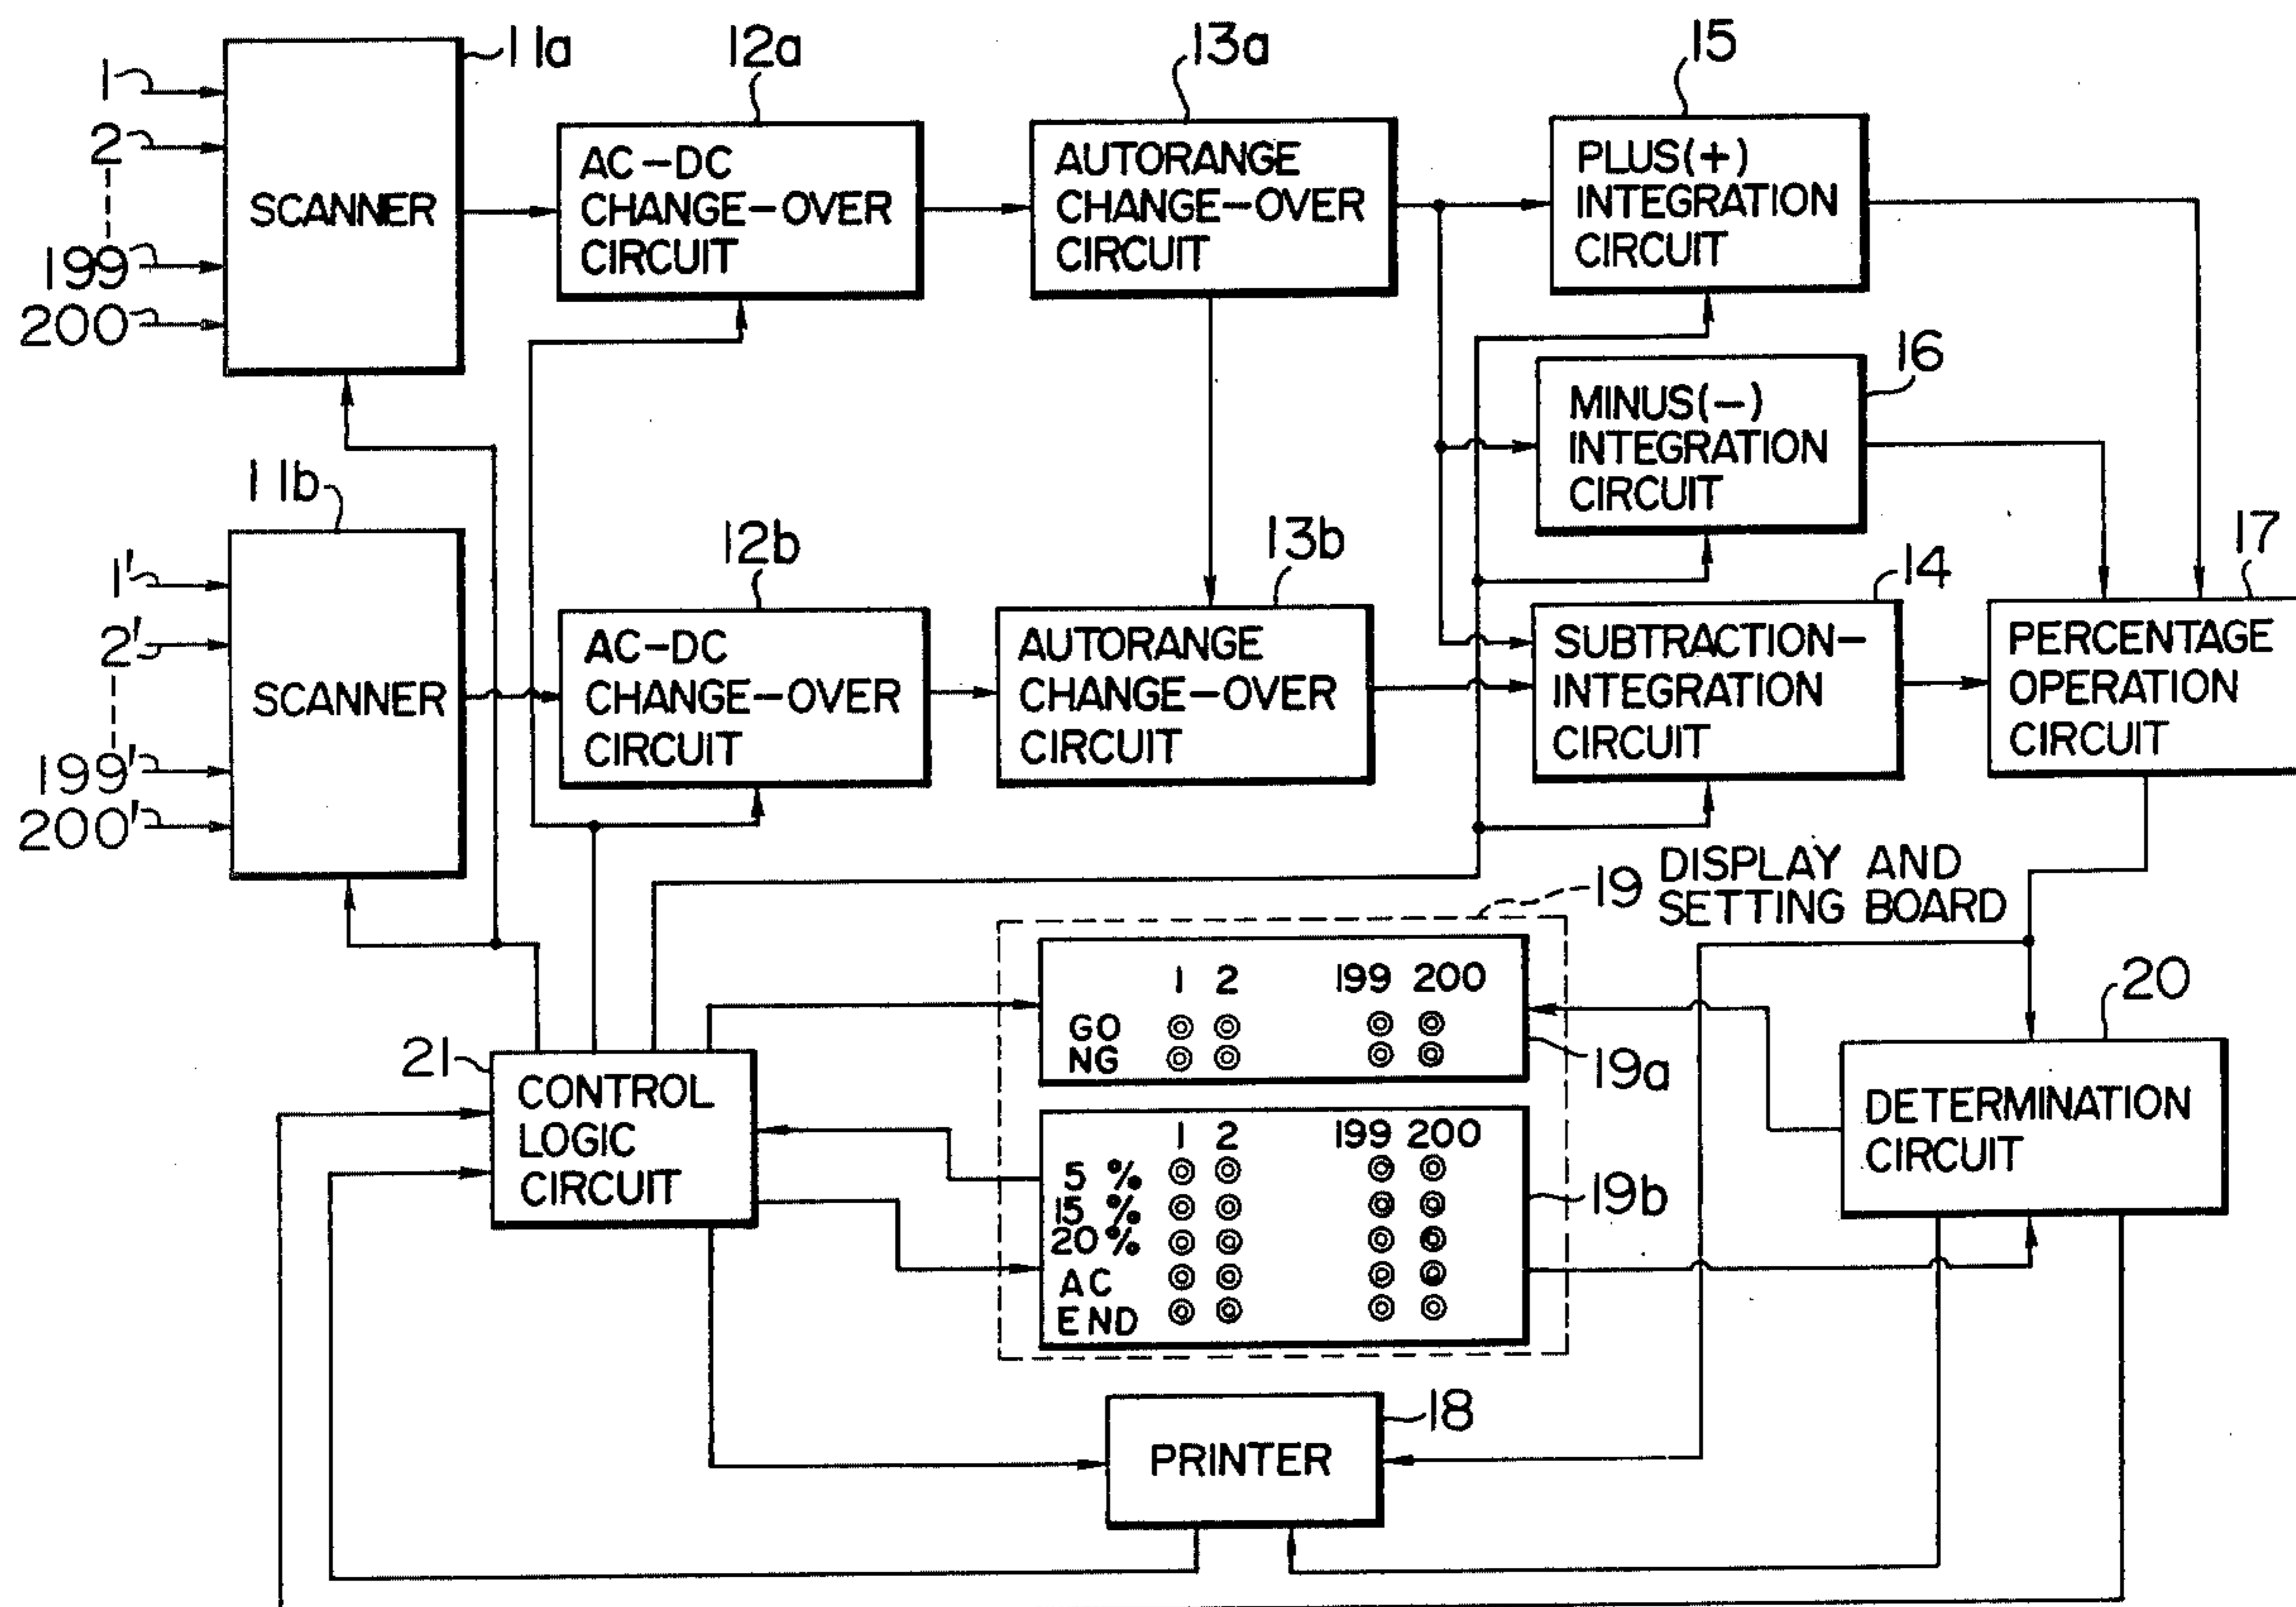 11a
12a
13a
15
1
2
199
200
SCANNER
AC-DC
CHANGE-OVER
CIRCUIT
AUTORANGE
CHANGE-OVER
CIRCUIT
PLUS(+)
INTEGRATION
CIRCUIT
16
MINUS(-)
INTEGRATION
CIRCUIT
11b
12b
13b
14
17
1'
2'
199'
200'
SCANNER
AC-DC
CHANGE-OVER
CIRCUIT
AUTORANGE
CHANGE-OVER
CIRCUIT
SUBTRACTION-
INTEGRATION
CIRCUIT
PERCENTAGE
OPERATION
CIRCUIT
19 DISPLAY AND
SETTING BOARD
1 2 199 200
GO
NG
19a
20
21
CONTROL
LOGIC
CIRCUIT
DETERMINATION
CIRCUIT
1 2 199 200
5 %
15 %
20 %
AC
END
19b
18
PRINTER